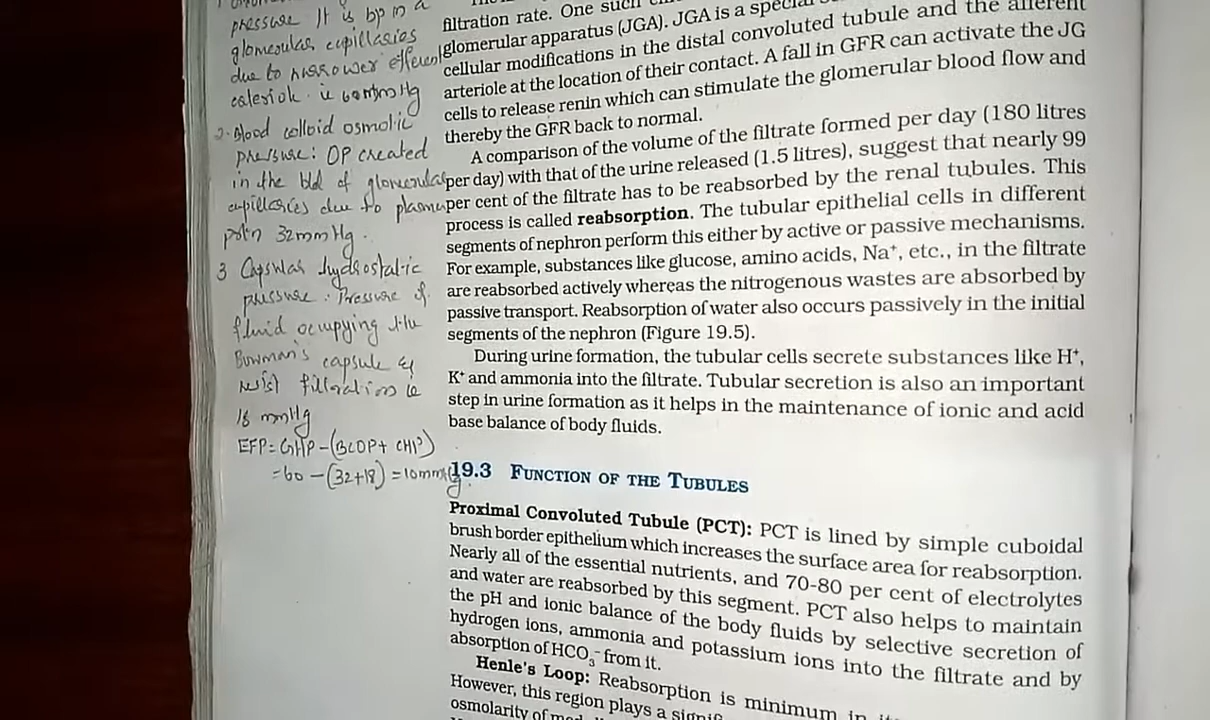 pressure It is bp in a
glomerular cupillaries
due to narrower efferent
ie 60mmHg
2. Blood colloid osmotic
pressure: OP created
in the bld of glomerular
cupillaries due to plasma
potn 32mmHg.
3 Capsular hydrostatic
pressure: Pressure of
fluid ocupying the
Bowman's capsule &
resist filtration ie
18 mmHg
EFP=GHP-(BCOP+CHP)
=60-(32+18)=10mmHg
filtration rate. One such
glomerular apparatus (JGA). JGA is a special
cellular modifications in the distal convoluted tubule and the afferent
arteriole at the location of their contact. A fall in GFR can activate the JG
cells to release renin which can stimulate the glomerular blood flow and
thereby the GFR back to normal.
A comparison of the volume of the filtrate formed per day (180 litres
per day) with that of the urine released (1.5 litres), suggest that nearly 99
per cent of the filtrate has to be reabsorbed by the renal tubules. This
process is called reabsorption. The tubular epithelial cells in different
segments of nephron perform this either by active or passive mechanisms.
For example, substances like glucose, amino acids, Na⁺, etc., in the filtrate
are reabsorbed actively whereas the nitrogenous wastes are absorbed by
passive transport. Reabsorption of water also occurs passively in the initial
segments of the nephron (Figure 19.5).
During urine formation, the tubular cells secrete substances like H⁺,
K⁺ and ammonia into the filtrate. Tubular secretion is also an important
step in urine formation as it helps in the maintenance of ionic and acid
base balance of body fluids.
19.3 FUNCTION OF THE TUBULES
Proximal Convoluted Tubule (PCT): PCT is lined by simple cuboidal
brush border epithelium which increases the surface area for reabsorption.
Nearly all of the essential nutrients, and 70-80 per cent of electrolytes
and water are reabsorbed by this segment. PCT also helps to maintain
the pH and ionic balance of the body fluids by selective secretion of
hydrogen ions, ammonia and potassium ions into the filtrate and by
absorption of HCO₃⁻ from it.
Henle's Loop: Reabsorption is minimum in
However, this region plays a
osmolarity of